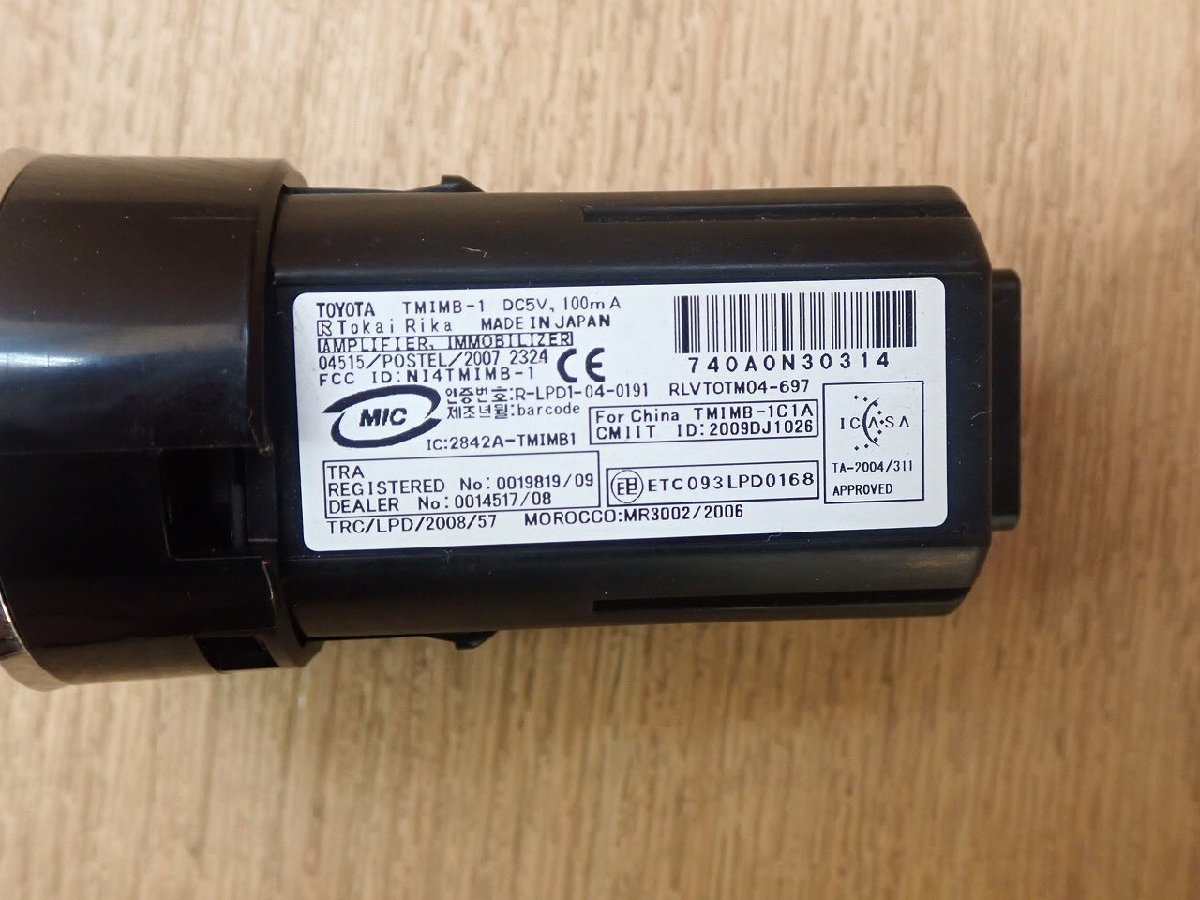 TOYOTA TMIMB-1 DC5V, 100mA
R Tokai Rika MADE IN JAPAN
AMPLIFIER, IMMOBILIZER
04515/POSTEL/2007 2324
FCC ID:NI4TMIMB-1
CE
740A0N30314
인증번호:R-LPD1-04-0191 RLVTOTM04-697
제조년월:barcode
MIC
IC:2842A-TMIMB1
For China TMIMB-1C1A
CMIIT ID:2009DJ1026
ICASA
TA-2004/311
APPROVED
TRA
REGISTERED No:0019819/09
DEALER No:0014517/08
ETC093LPD0168
TRC/LPD/2008/57 MOROCCO:MR3002/2006